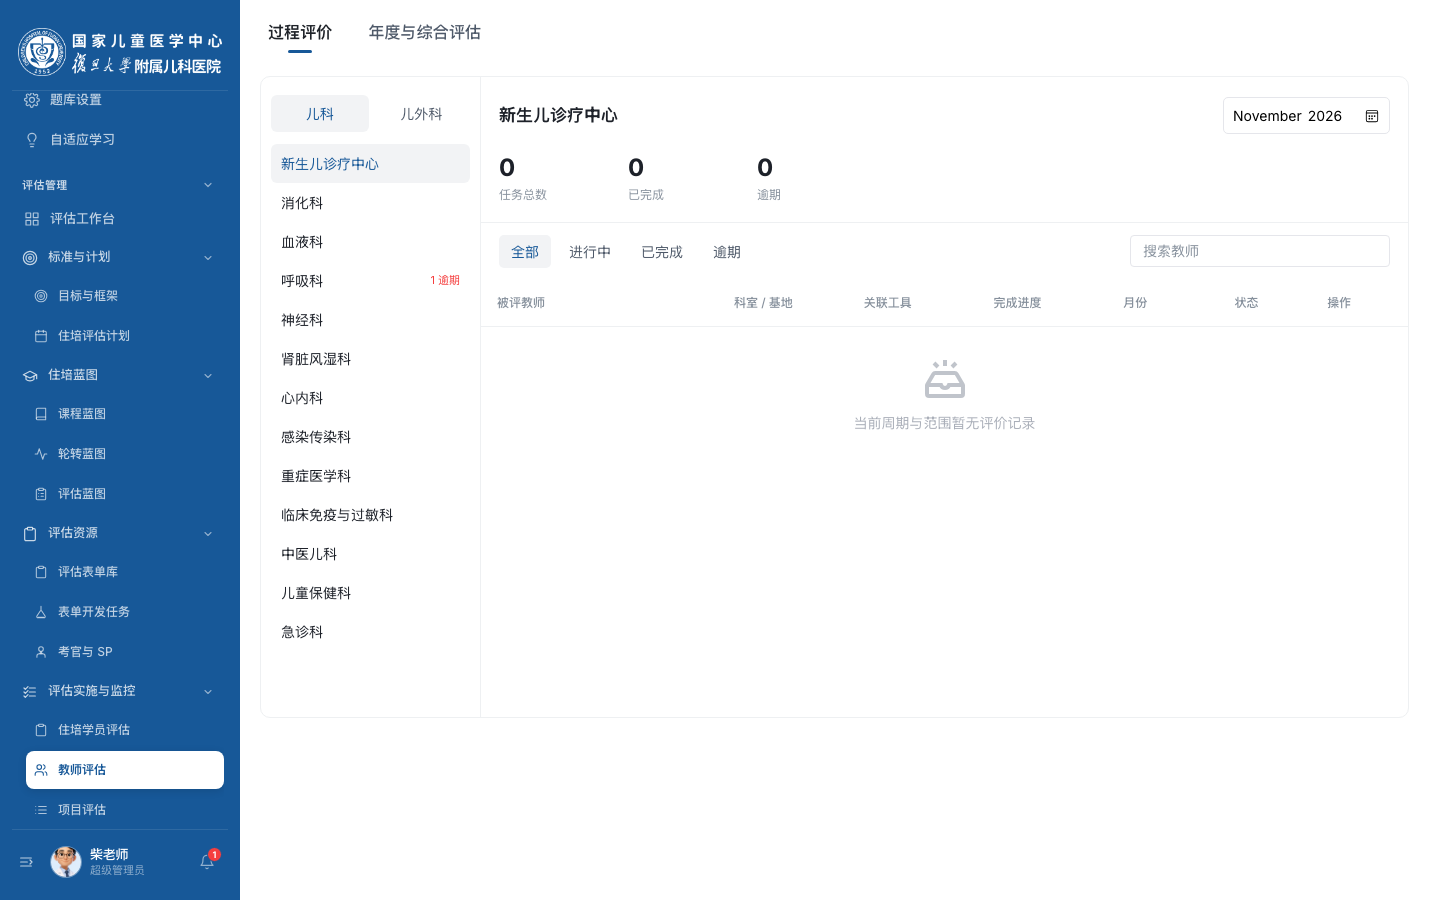 国家儿童医学中心
復旦大学附属儿科医院
题库设置
自适应学习
评估管理
评估工作台
标准与计划
目标与框架
住培评估计划
住培蓝图
课程蓝图
轮转蓝图
评估蓝图
评估资源
评估表单库
表单开发任务
考官与 SP
评估实施与监控
住培学员评估
教师评估
项目评估
柴老师
超级管理员
1
过程评价
年度与综合评估
儿科
儿外科
新生儿诊疗中心
消化科
血液科
呼吸科
1 逾期
神经科
肾脏风湿科
心内科
感染传染科
重症医学科
临床免疫与过敏科
中医儿科
儿童保健科
急诊科
新生儿诊疗中心
November 2026
0
任务总数
0
已完成
0
逾期
全部
进行中
已完成
逾期
搜索教师
被评教师
科室 / 基地
关联工具
完成进度
月份
状态
操作
当前周期与范围暂无评价记录